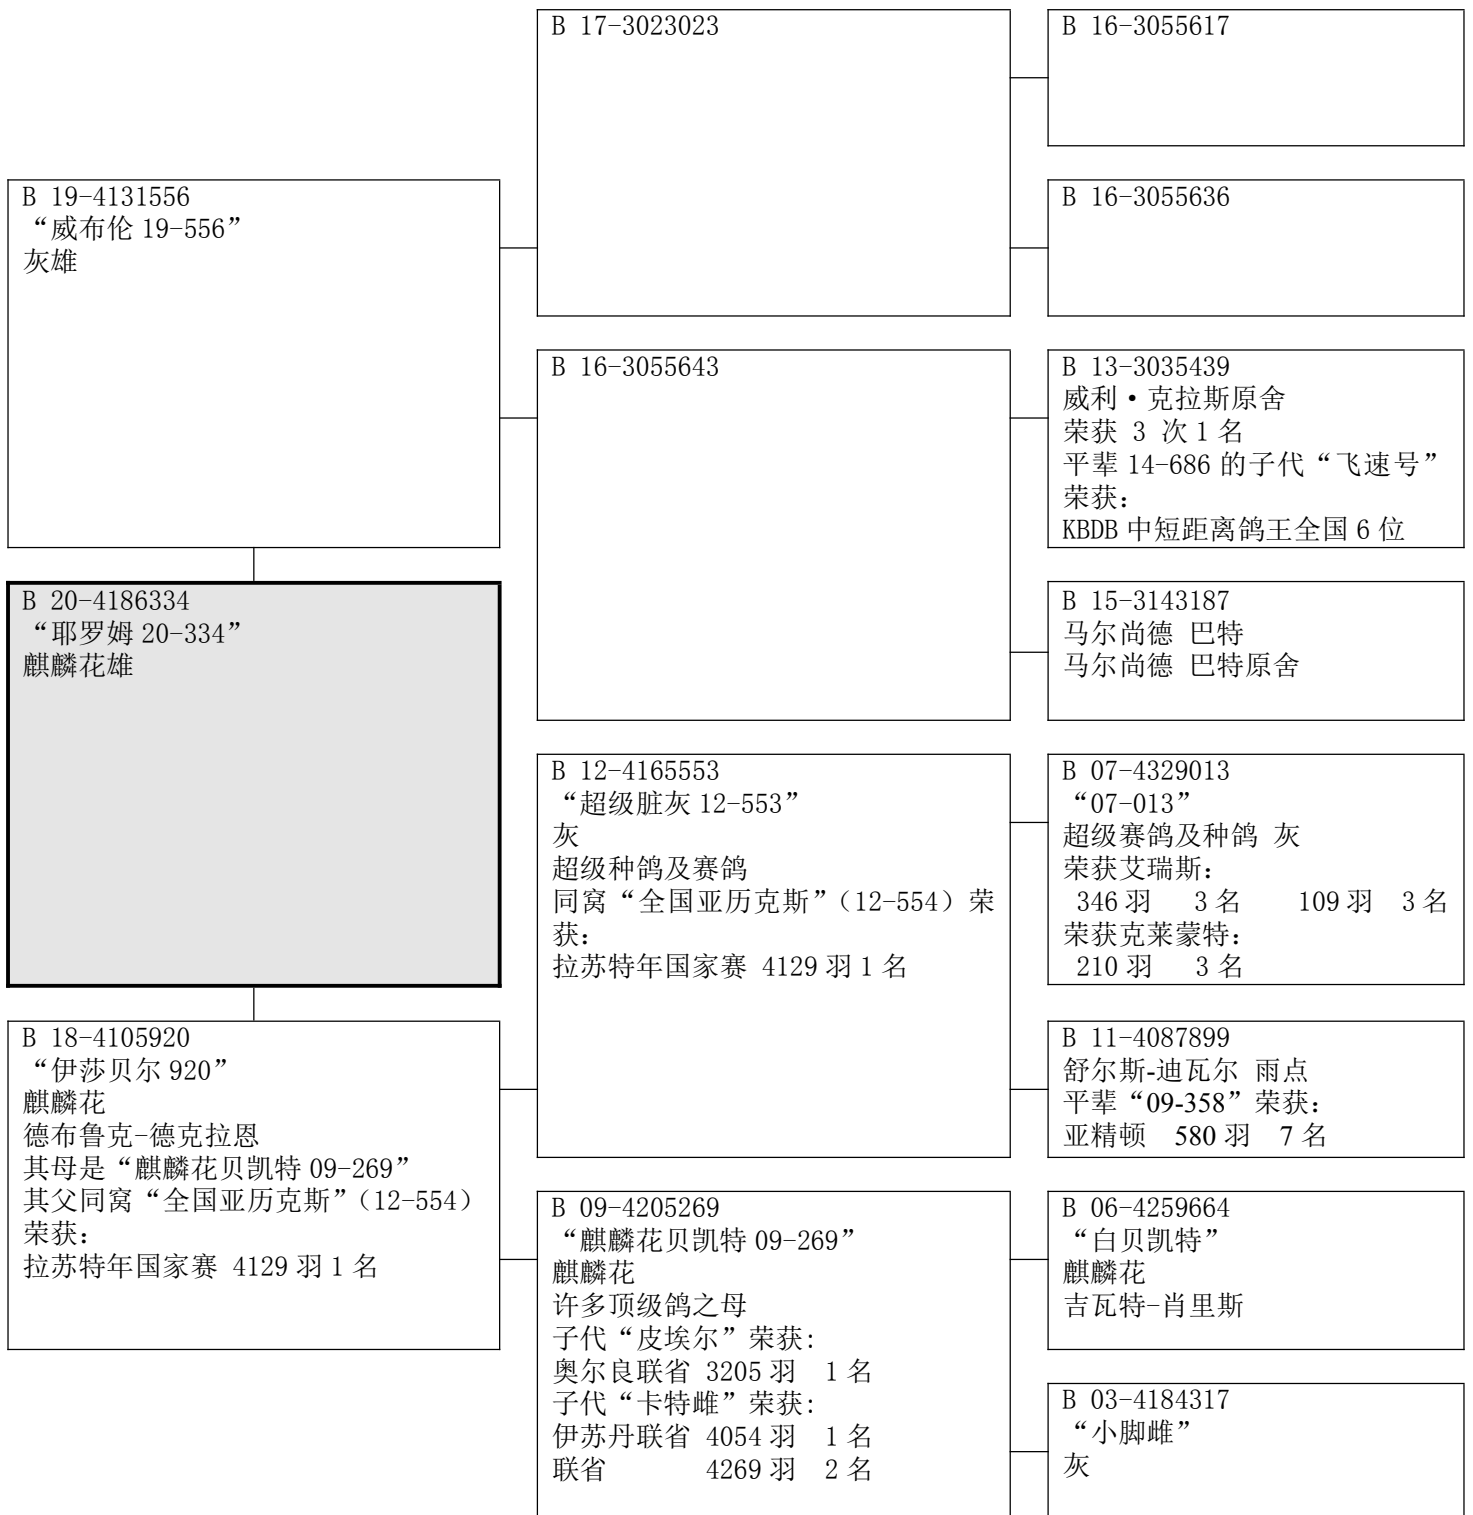 B 19-4131556
“威布伦 19-556”
灰雄
B 20-4186334
“耶罗姆 20-334”
麒麟花雄
B 18-4105920
“伊莎贝尔 920”
麒麟花
德布鲁克-德克拉恩
其母是“麒麟花贝凯特 09-269”
其父同窝“全国亚历克斯”（12-554）
荣获：
拉苏特年国家赛 4129 羽 1 名
B 17-3023023
B 16-3055643
B 12-4165553
“超级脏灰 12-553”
灰
超级种鸽及赛鸽
同窝“全国亚历克斯”（12-554）荣
获：
拉苏特年国家赛 4129 羽 1 名
B 09-4205269
“麒麟花贝凯特 09-269”
麒麟花
许多顶级鸽之母
子代“皮埃尔”荣获:
奥尔良联省 3205 羽 1 名
子代“卡特雌”荣获:
伊苏丹联省 4054 羽 1 名
联省 4269 羽 2 名
B 16-3055617
B 16-3055636
B 13-3035439
威利·克拉斯原舍
荣获 3 次 1 名
平辈 14-686 的子代“飞速号”
荣获：
KBDB 中短距离鸽王全国 6 位
B 15-3143187
马尔尚德 巴特
马尔尚德 巴特原舍
B 07-4329013
“07-013”
超级赛鸽及种鸽 灰
荣获艾瑞斯：
346 羽 3 名 109 羽 3 名
荣获克莱蒙特：
210 羽 3 名
B 11-4087899
舒尔斯-迪瓦尔 雨点
平辈“09-358”荣获：
亚精顿 580 羽 7 名
B 06-4259664
“白贝凯特”
麒麟花
吉瓦特-肖里斯
B 03-4184317
“小脚雌”
灰